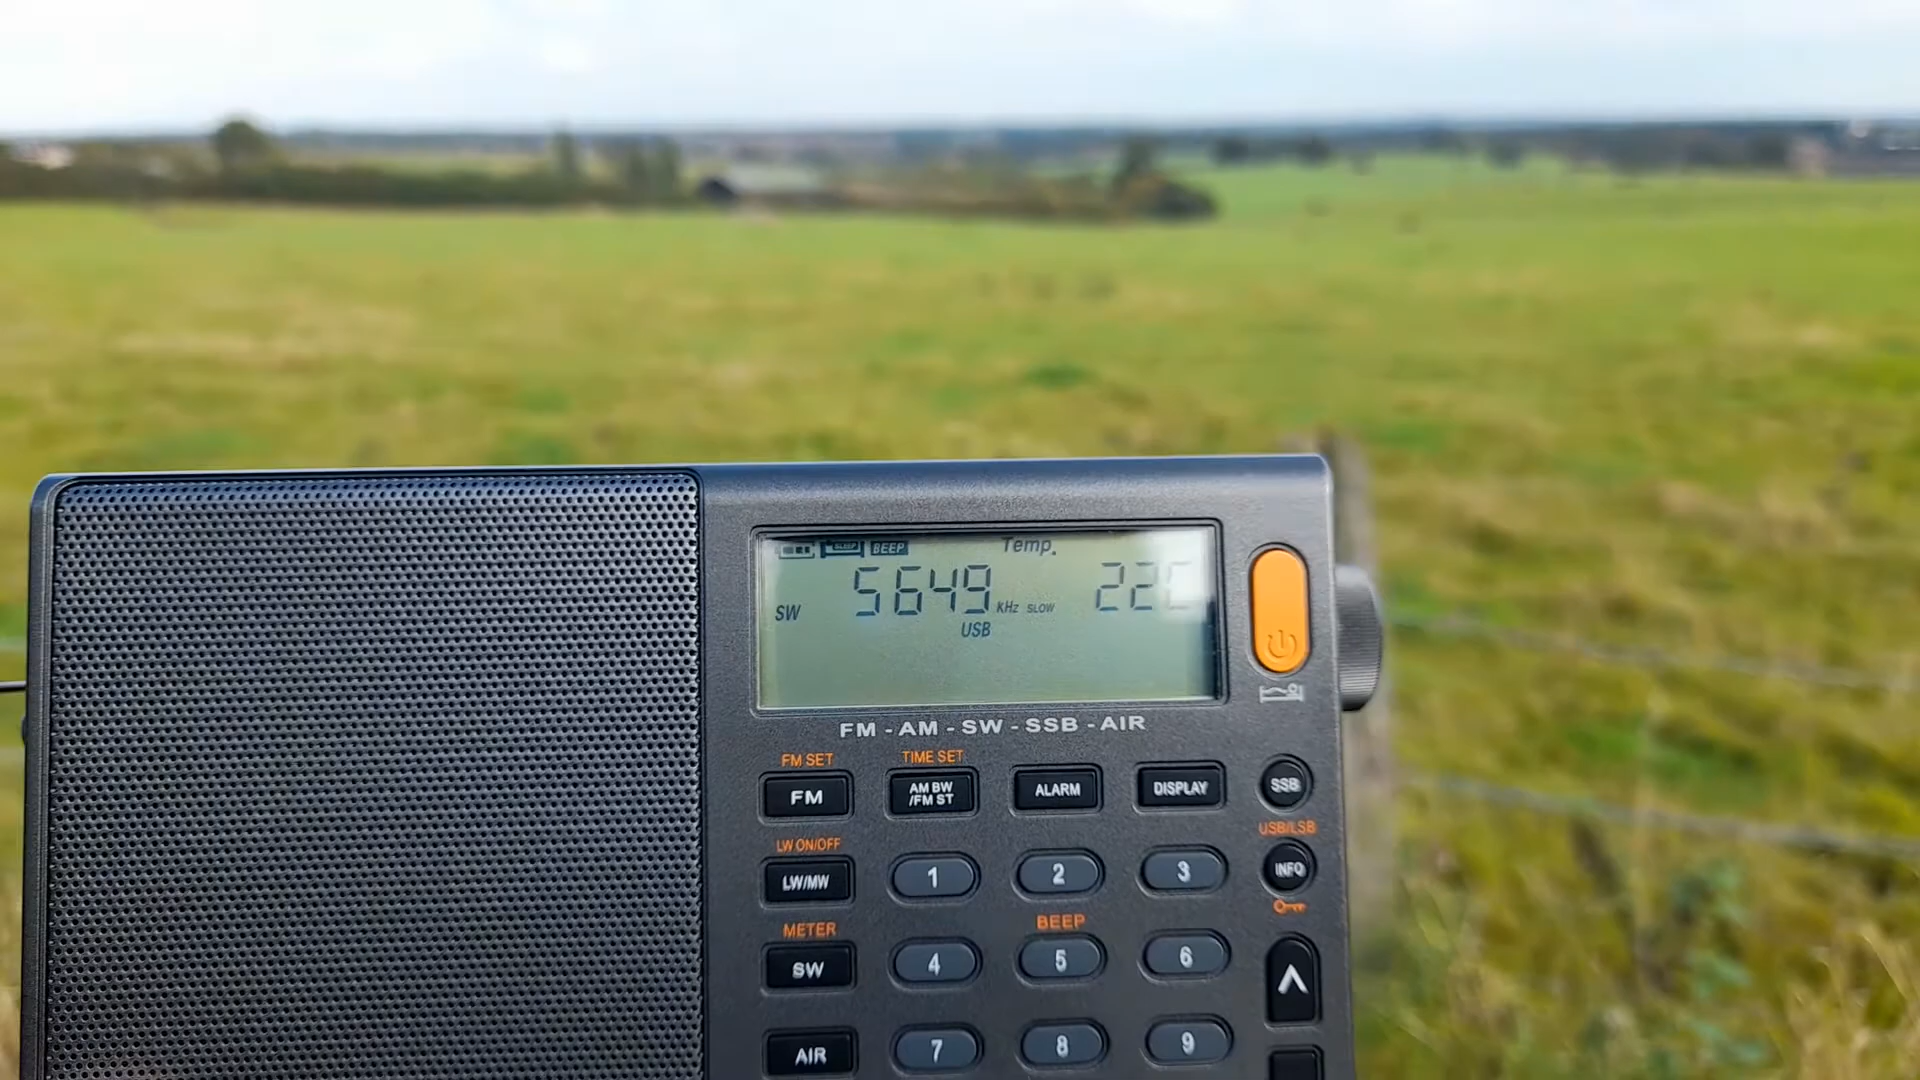 SLEEP BEEP Temp.
SW 5649 kHz SLOW 22C
USB
FM - AM - SW - SSB - AIR
FM SET TIME SET
FM AM BW /FM ST ALARM DISPLAY SSB
USB/LSB
LW ON/OFF
LW/MW 1 2 3 INFO
METER BEEP
SW 4 5 6
AIR 7 8 9